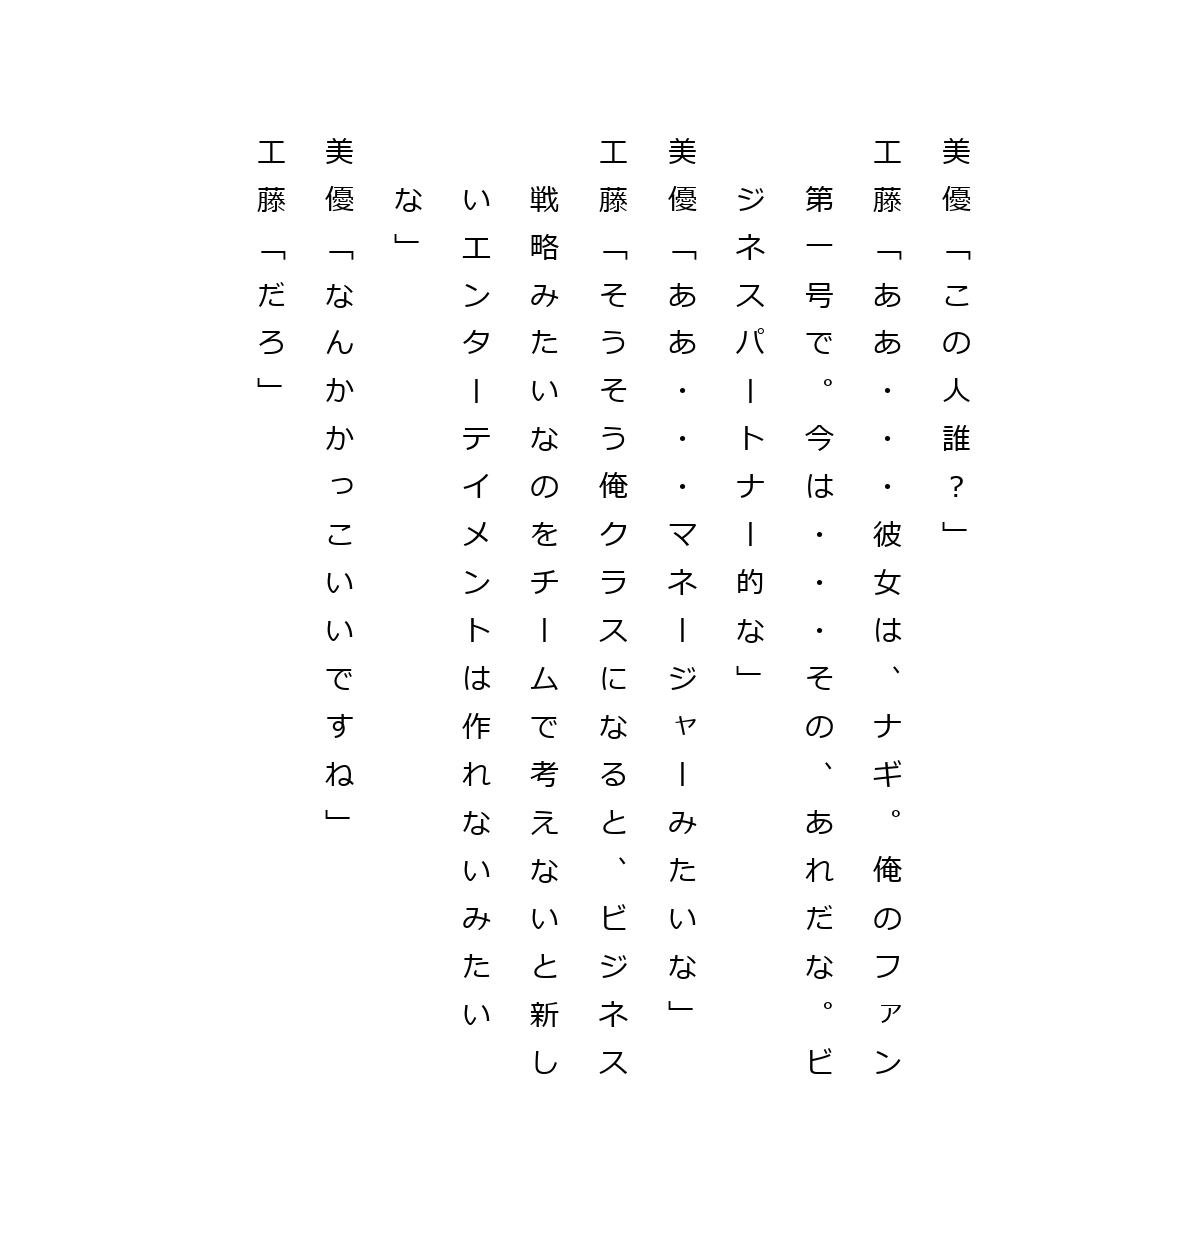 美優「この人誰？」
工藤「ああ・・・彼女は、ナギ。俺のファン
第一号で。今は・・・その、あれだな。ビ
ジネスパートナー的な」
美優「ああ・・・マネージャーみたいな」
工藤「そうそう俺クラスになると、ビジネス
戦略みたいなのをチームで考えないと新し
いエンターテイメントは作れないみたい
な」
美優「なんかかっこいいですね」
工藤「だろ」